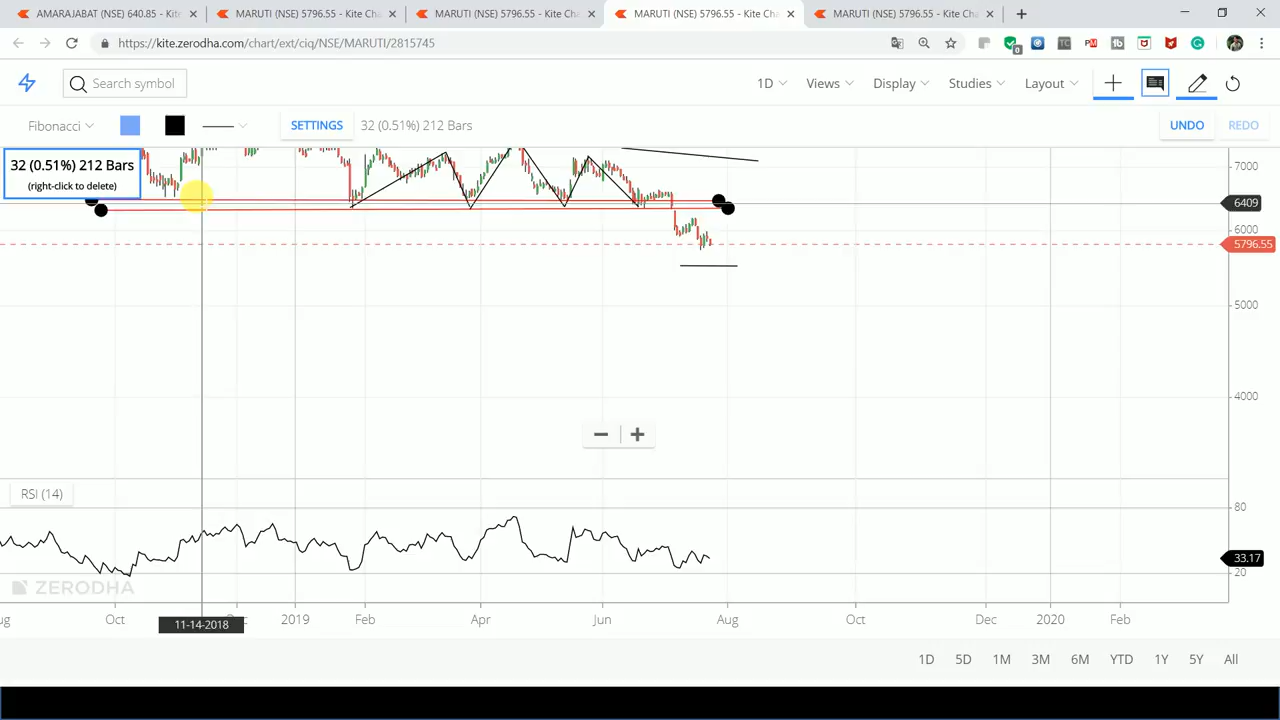 AMARAJABAT (NSE) 640.85 - Kite
MARUTI (NSE) 5796.55 - Kite Cha
MARUTI (NSE) 5796.55 - Kite Cha
MARUTI (NSE) 5796.55 - Kite Cha
MARUTI (NSE) 5796.55 - Kite Cha
https://kite.zerodha.com/chart/ext/ciq/NSE/MARUTI/2815745
Search symbol
1D
Views
Display
Studies
Layout
Fibonacci
SETTINGS
32 (0.51%) 212 Bars
UNDO
REDO
32 (0.51%) 212 Bars
(right-click to delete)
7000
6409
6000
5796.55
5000
4000
RSI (14)
80
33.17
20
ZERODHA
Oct
2019
Feb
Apr
Jun
Aug
Oct
Dec
2020
Feb
11-14-2018
1D
5D
1M
3M
6M
YTD
1Y
5Y
All